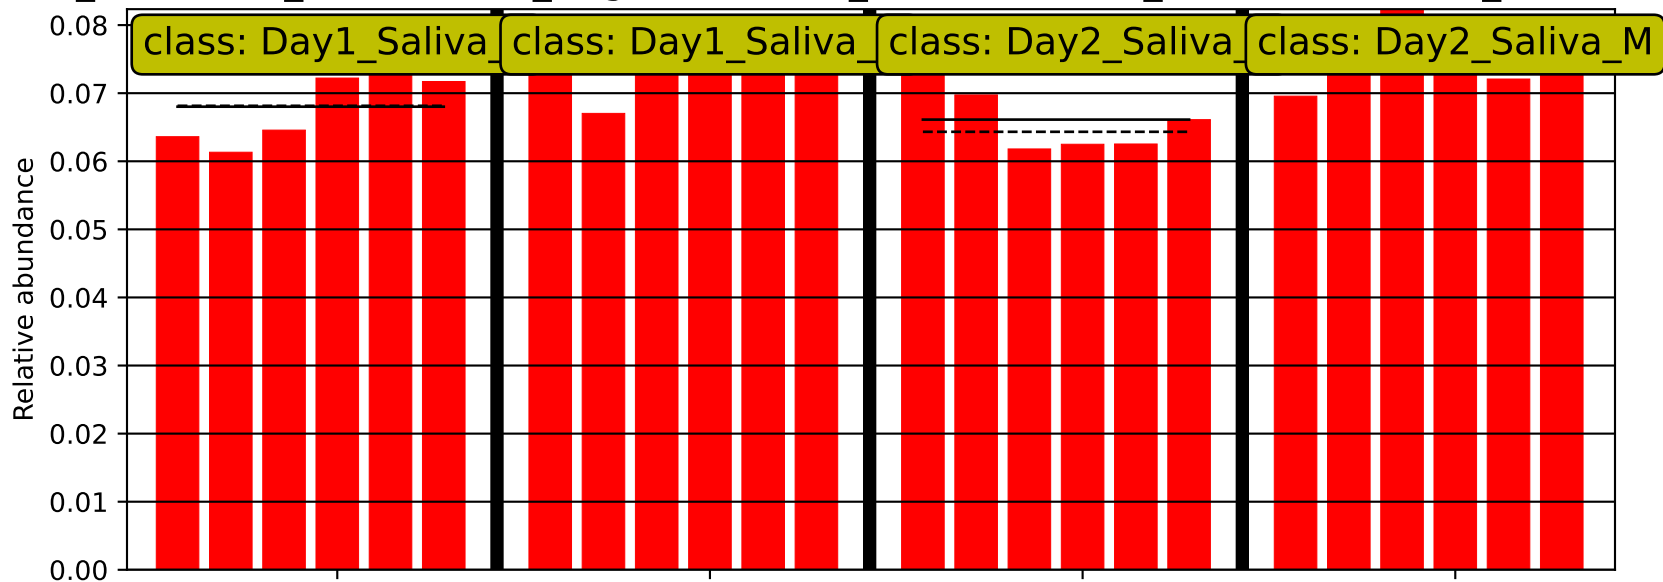 0.08
class: Day1_Saliva_
class: Day1_Saliva_
class: Day2_Saliva_
class: Day2_Saliva_M
0.07
0.06
0.05
0.04
0.03
0.02
0.01
0.00
Relative abundance